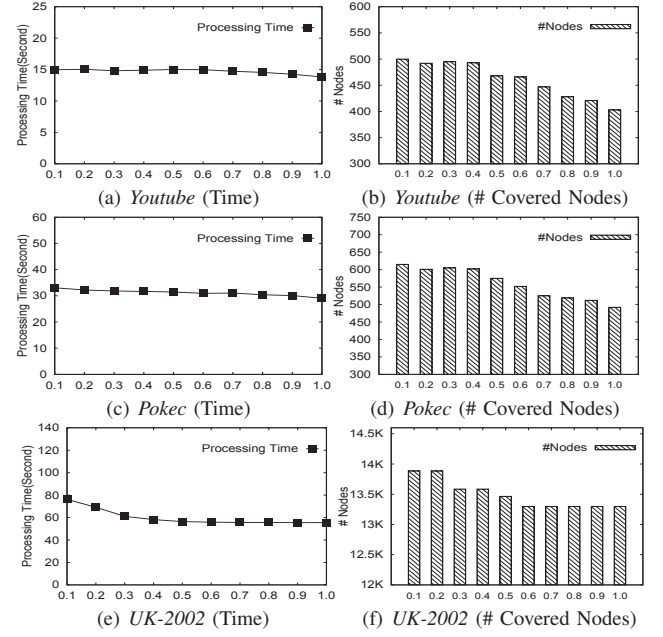 Processing Time(Second)
25
20
15
10
5
0
Processing Time
0.1 0.2 0.3 0.4 0.5 0.6 0.7 0.8 0.9 1.0
(a) Youtube (Time)
# Nodes
600
550
500
450
400
350
300
#Nodes
0.1 0.2 0.3 0.4 0.5 0.6 0.7 0.8 0.9 1.0
(b) Youtube (# Covered Nodes)
Processing Time(Second)
60
50
40
30
20
10
0
Processing Time
0.1 0.2 0.3 0.4 0.5 0.6 0.7 0.8 0.9 1.0
(c) Pokec (Time)
# Nodes
750
700
650
600
550
500
450
400
350
300
#Nodes
0.1 0.2 0.3 0.4 0.5 0.6 0.7 0.8 0.9 1.0
(d) Pokec (# Covered Nodes)
Processing Time(Second)
140
120
100
80
60
40
20
0
Processing Time
0.1 0.2 0.3 0.4 0.5 0.6 0.7 0.8 0.9 1.0
(e) UK-2002 (Time)
# Nodes
14.5K
14K
13.5K
13K
12.5K
12K
#Nodes
0.1 0.2 0.3 0.4 0.5 0.6 0.7 0.8 0.9 1.0
(f) UK-2002 (# Covered Nodes)